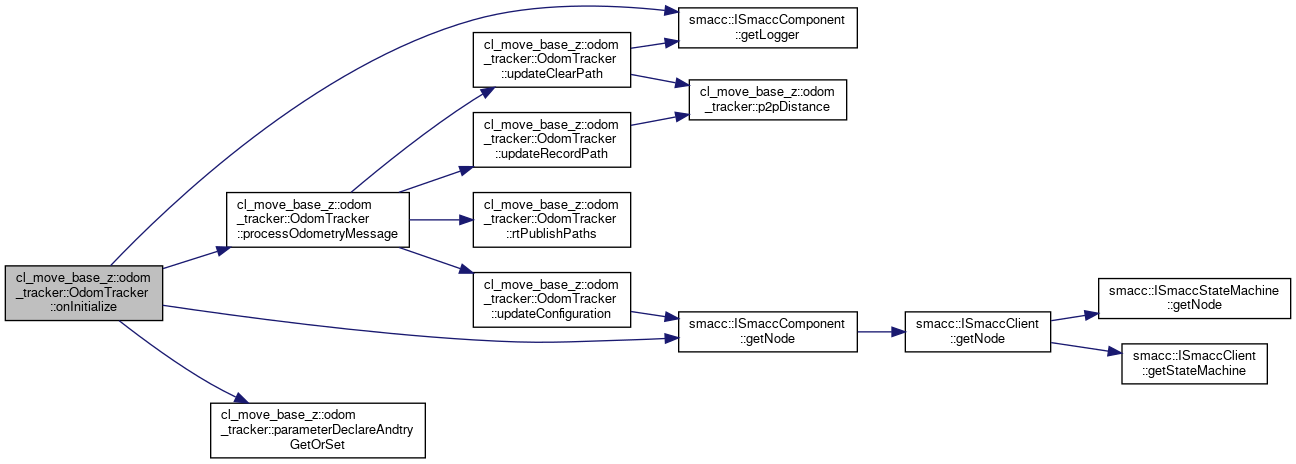 cl_move_base_z::odom
_tracker::OdomTracker
::onInitialize
cl_move_base_z::odom
_tracker::OdomTracker
::processOdometryMessage
cl_move_base_z::odom
_tracker::parameterDeclareAndtry
GetOrSet
cl_move_base_z::odom
_tracker::OdomTracker
::updateClearPath
cl_move_base_z::odom
_tracker::OdomTracker
::updateRecordPath
cl_move_base_z::odom
_tracker::OdomTracker
::rtPublishPaths
cl_move_base_z::odom
_tracker::OdomTracker
::updateConfiguration
smacc::ISmaccComponent
::getLogger
cl_move_base_z::odom
_tracker::p2pDistance
smacc::ISmaccComponent
::getNode
smacc::ISmaccClient
::getNode
smacc::ISmaccStateMachine
::getNode
smacc::ISmaccClient
::getStateMachine